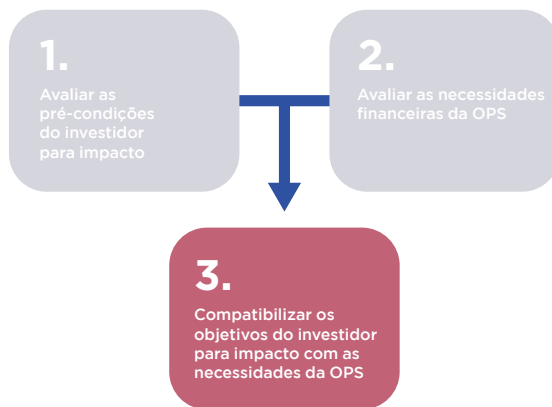 1.
Avaliar as
pré-condições
do investidor
para impacto
2.
Avaliar as necessidades
financeiras da OPS
3.
Compatibilizar os
objetivos do investidor
para impacto com as
necessidades da OPS